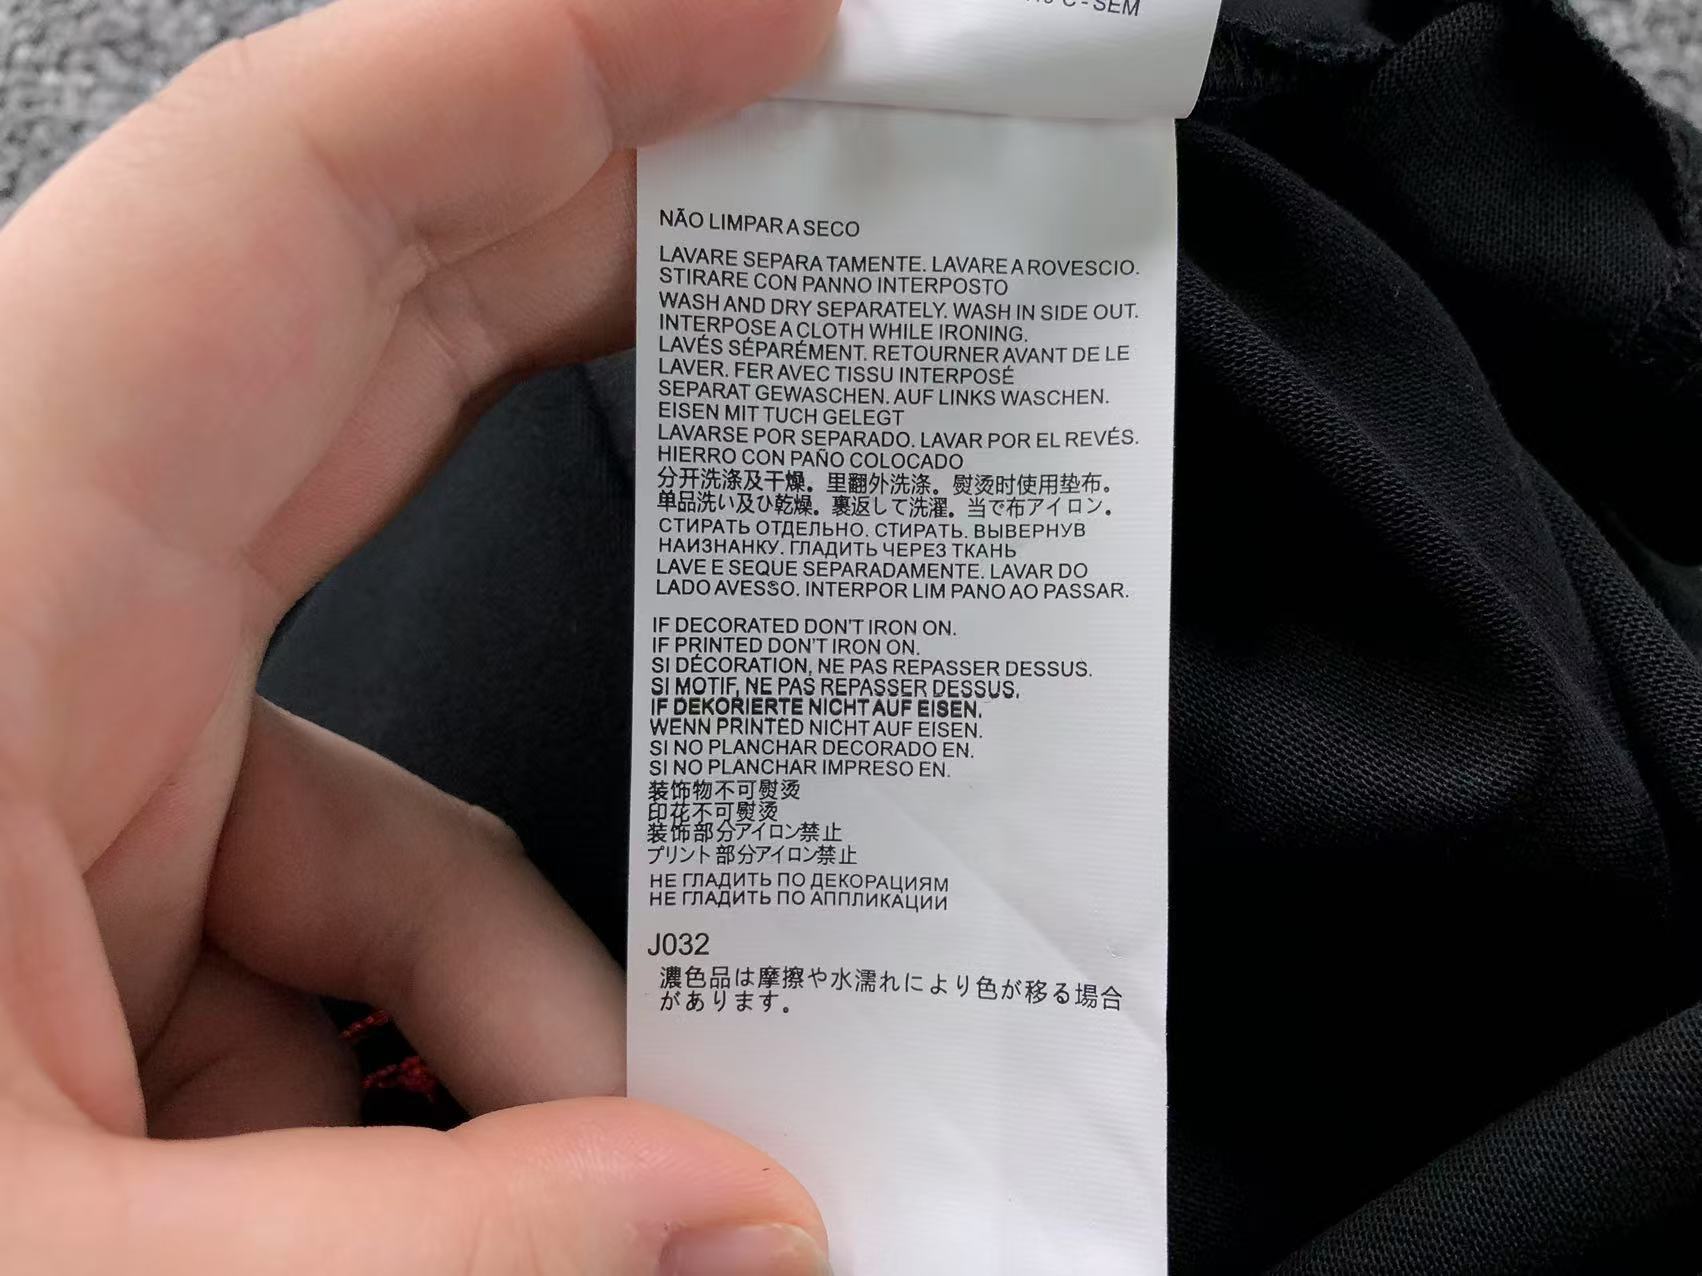 C - SEM
NÃO LIMPAR A SECO
LAVARE SEPARA TAMENTE. LAVARE A ROVESCIO.
STIRARE CON PANNO INTERPOSTO
WASH AND DRY SEPARATELY. WASH IN SIDE OUT.
INTERPOSE A CLOTH WHILE IRONING.
LAVÉS SÉPARÉMENT. RETOURNER AVANT DE LE
LAVER. FER AVEC TISSU INTERPOSÉ
SEPARAT GEWASCHEN. AUF LINKS WASCHEN.
EISEN MIT TUCH GELEGT
LAVARSE POR SEPARADO. LAVAR POR EL REVÉS.
HIERRO CON PAÑO COLOCADO
分开洗涤及干燥。里翻外洗涤。熨烫时使用垫布。
单品洗い及ひ乾燥。裏返して洗濯。当で布アイロン.
СТИРАТЬ ОТДЕЛЬНО. СТИРАТЬ. ВЫВЕРНУВ
НАИЗНАНКУ. ГЛАДИТЬ ЧЕРЕЗ ТКАНЬ
LAVE E SEQUE SEPARADAMENTE. LAVAR DO
LADO AVESSO. INTERPOR LIM PANO AO PASSAR.
IF DECORATED DON'T IRON ON.
IF PRINTED DON'T IRON ON.
SI DÉCORATION, NE PAS REPASSER DESSUS.
SI MOTIF, NE PAS REPASSER DESSUS.
IF DEKORIERTE NICHT AUF EISEN.
WENN PRINTED NICHT AUF EISEN.
SI NO PLANCHAR DECORADO EN.
SI NO PLANCHAR IMPRESO EN.
装饰物不可熨烫
印花不可熨烫
装饰部分アイロン禁止
プリント部分アイロン禁止
НЕ ГЛАДИТЬ ПО ДЕКОРАЦИЯМ
НЕ ГЛАДИТЬ ПО АППЛИКАЦИИ
J032
濃色品は摩擦や水濡れにより色が移る場合
があります。